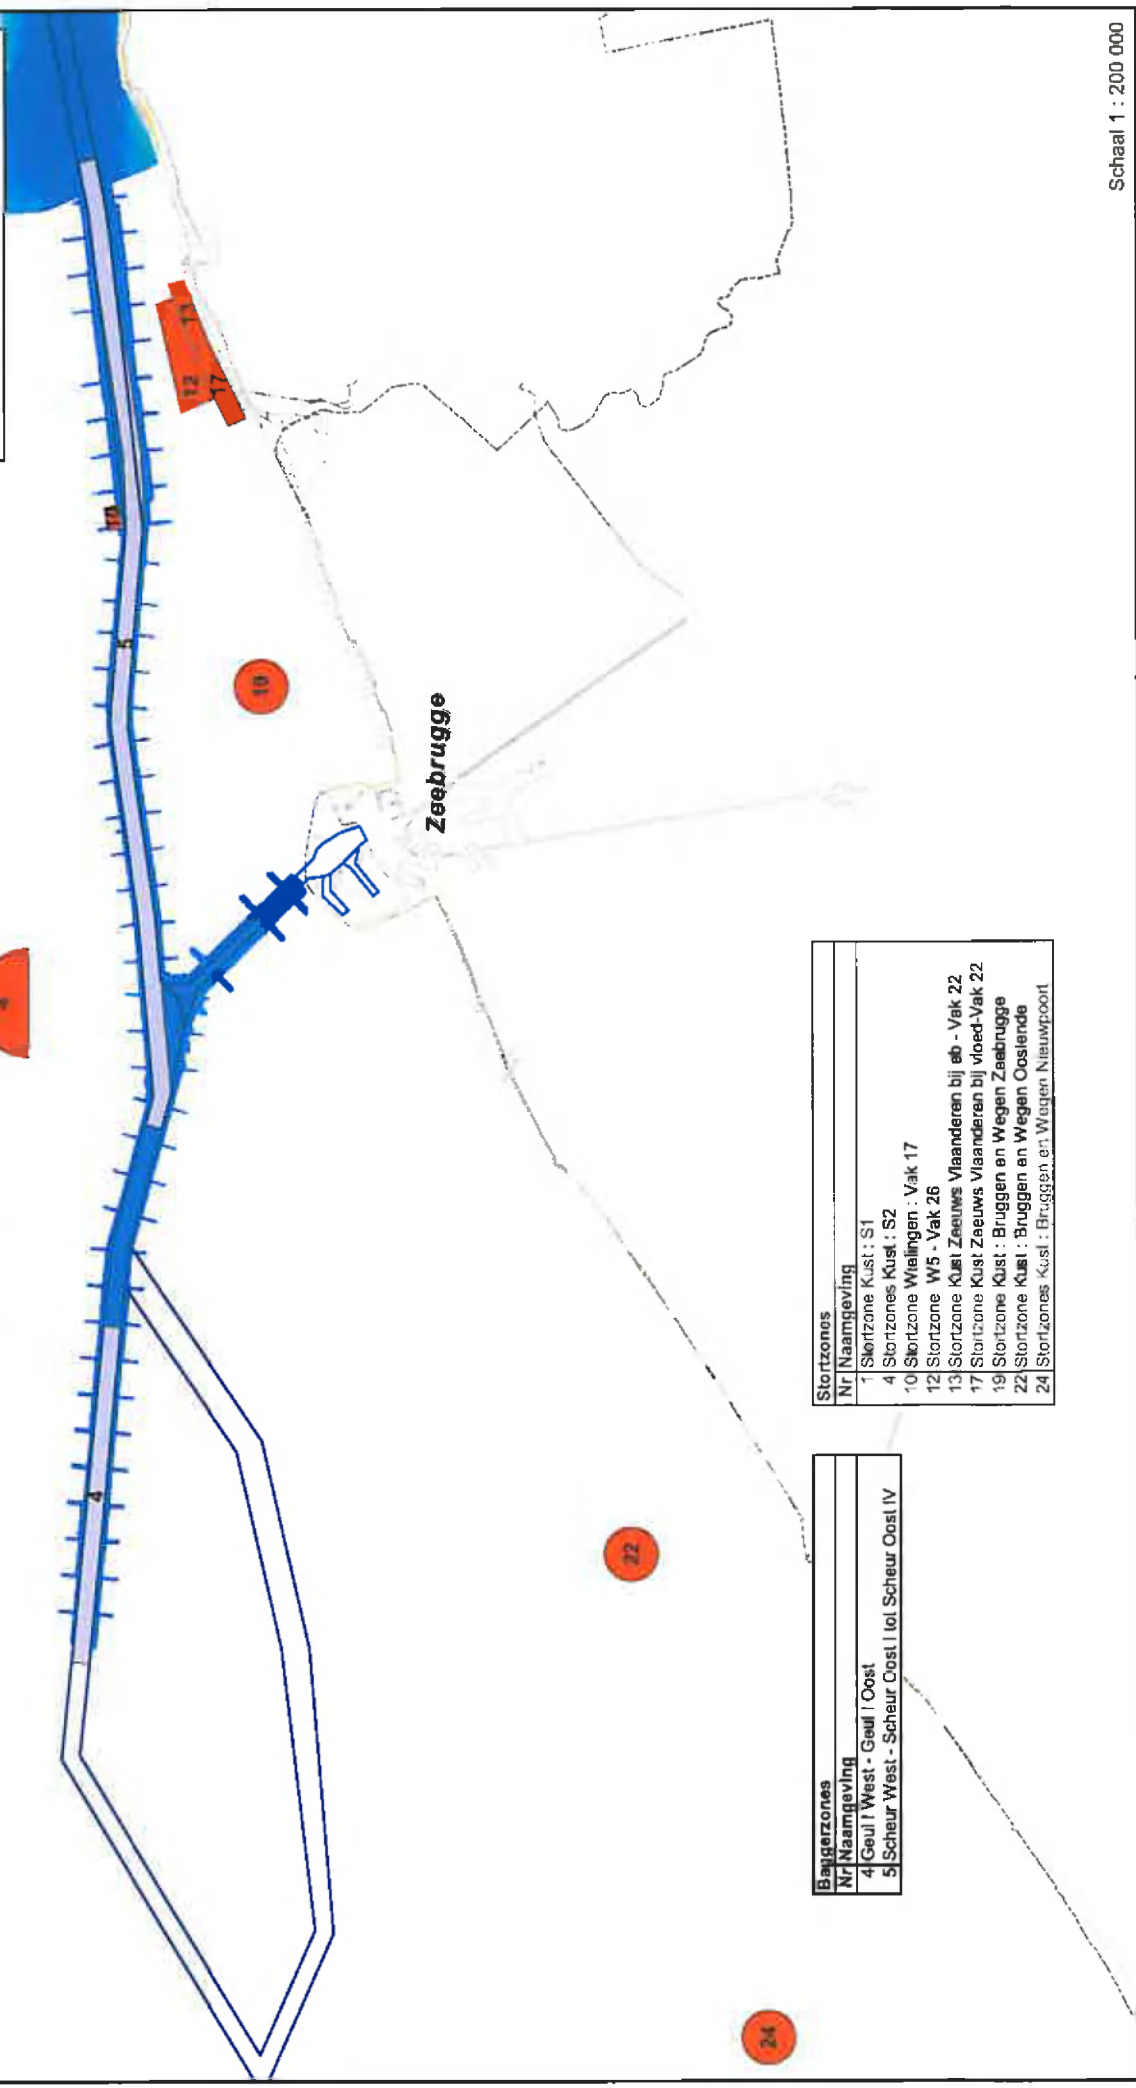 4
10
5
12
13
17
19
Zeebrugge
4
22
24
Baggerzones
Nr Naamgeving
4 Geul I West - Geul I Oost
5 Scheur West - Scheur Oost I tot Scheur Oost IV
Stortzones
Nr Naamgeving
1 Stortzone Kust : S1
4 Stortzones Kust : S2
10 Stortzone Wielingen : Vak 17
12 Stortzone W5 - Vak 26
13 Stortzone Kust Zeeuws Vlaanderen bij eb - Vak 22
17 Stortzone Kust Zeeuws Vlaanderen bij vloed-Vak 22
19 Stortzone Kust : Bruggen en Wegen Zeebrugge
22 Stortzone Kust : Bruggen en Wegen Oostende
24 Stortzones Kust : Bruggen en Wegen Nieuwpoort
Schaal 1 : 200 000